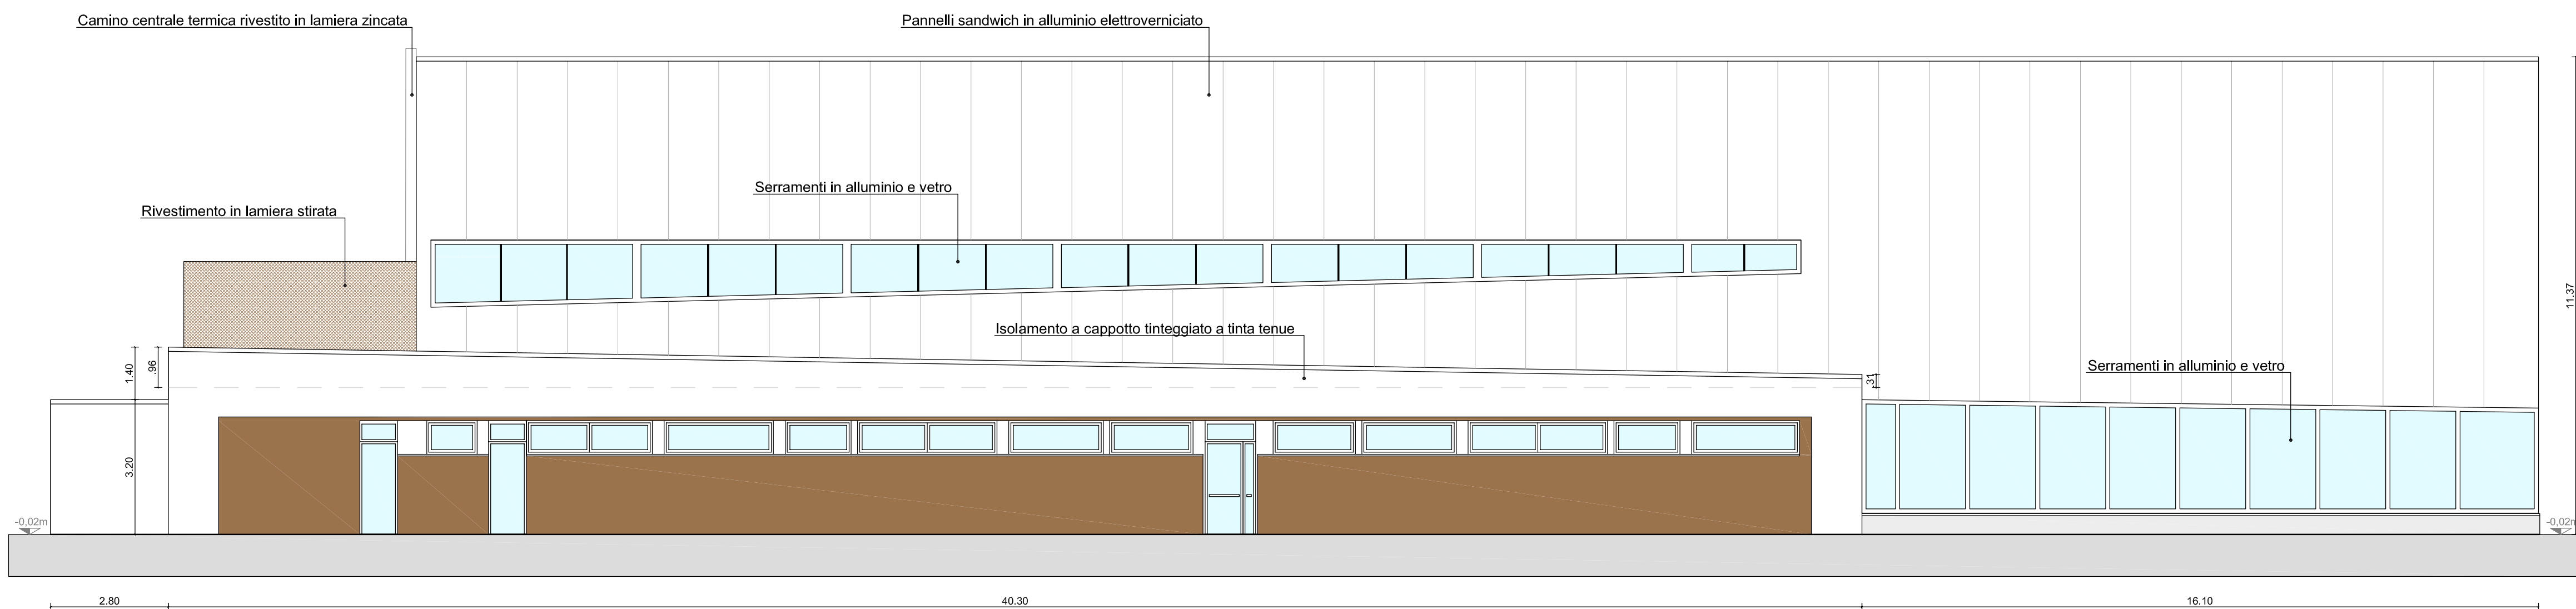 Camino centrale termica rivestito in lamiera zincata
Pannelli sandwich in alluminio elettroverniciato
Serramenti in alluminio e vetro
Rivestimento in lamiera stirata
11.37
Isolamento a cappotto tinteggiato a tinta tenue
1.40
.96
Serramenti in alluminio e vetro
.31
3.20
-0,02m
-0,02m
2.80
40.30
16.10